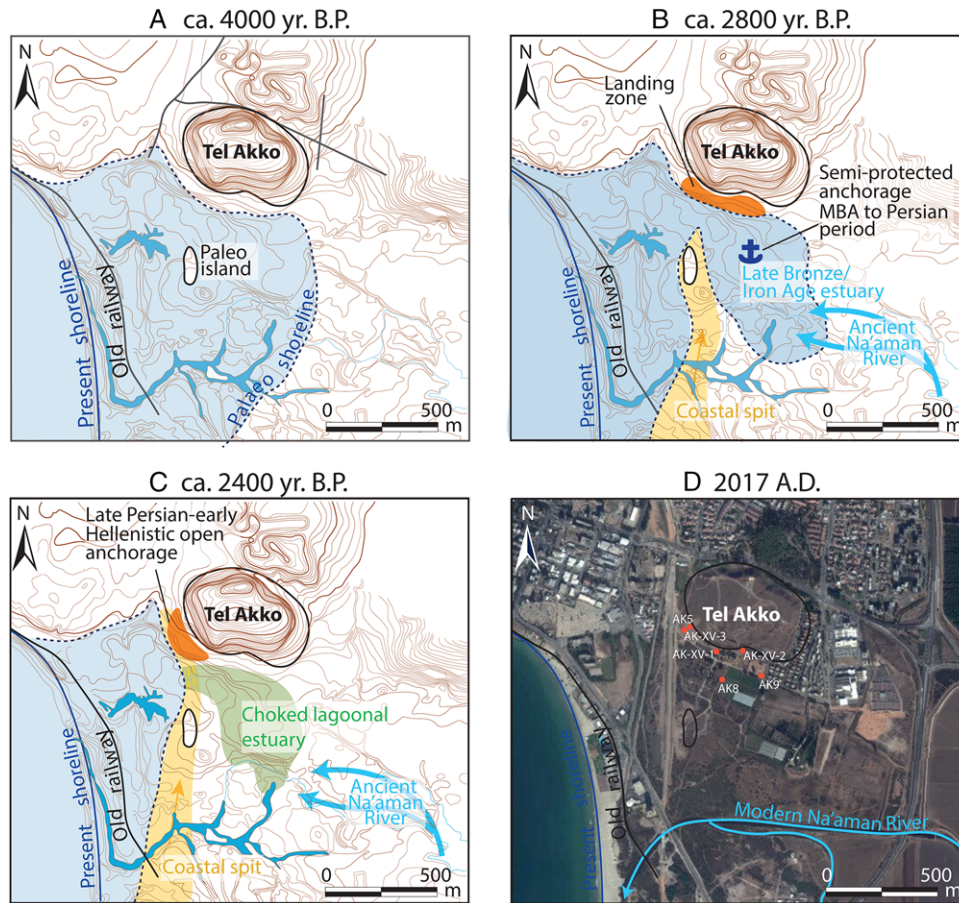 A ca. 4000 yr. B.P.
N
Tel Akko
Paleo
island
Present shoreline
Old railway
Palaeo shoreline
0 500
m
B ca. 2800 yr. B.P.
N
Landing
zone
Tel Akko
Semi-protected
anchorage
MBA to Persian
period
Late Bronze/
Iron Age estuary
Ancient
Na'aman
River
Present shoreline
Old railway
Coastal spit
0 500
m
C ca. 2400 yr. B.P.
N
Late Persian-early
Hellenistic open
anchorage
Tel Akko
Choked lagoonal
estuary
Ancient
Na'aman
River
Present shoreline
Old railway
Coastal spit
0 500
m
D 2017 A.D.
N
Tel Akko
AK5
AK-XV-3
AK-XV-1
AK-XV-2
AK8
AK9
Present shoreline
Old railway
Modern Na'aman River
0 500
m